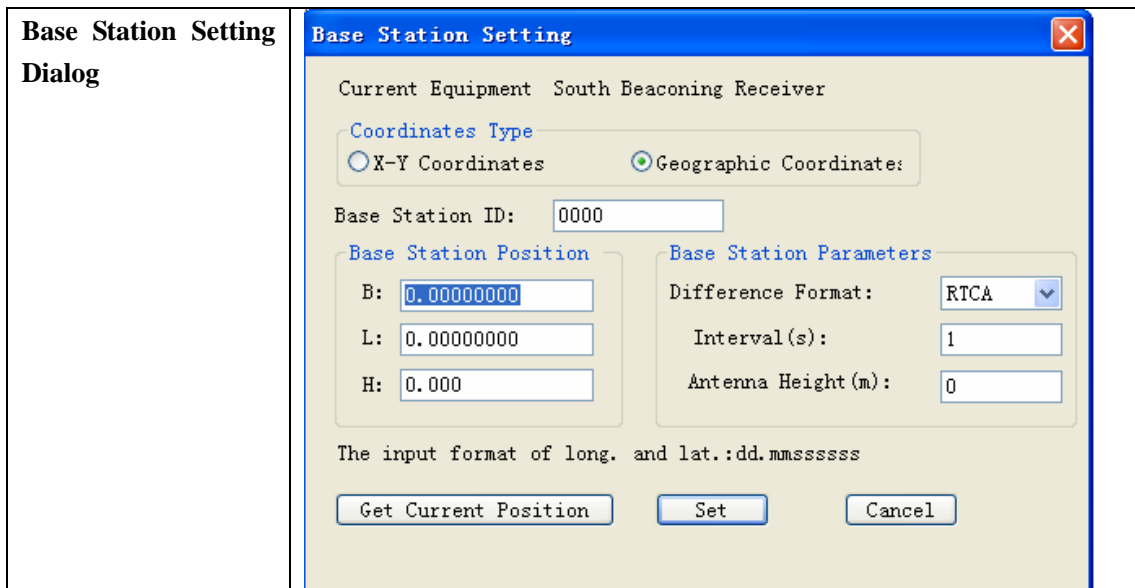 Base Station Setting
Dialog
Base Station Setting
Current Equipment South Beaconing Receiver
Coordinates Type
X-Y Coordinates Geographic Coordinates
Base Station ID: 0000
Base Station Position Base Station Parameters
B: 0.00000000 Difference Format: RTCA
L: 0.00000000 Interval(s): 1
H: 0.000 Antenna Height(m): 0
The input format of long. and lat.:dd.mmssssss
Get Current Position Set Cancel